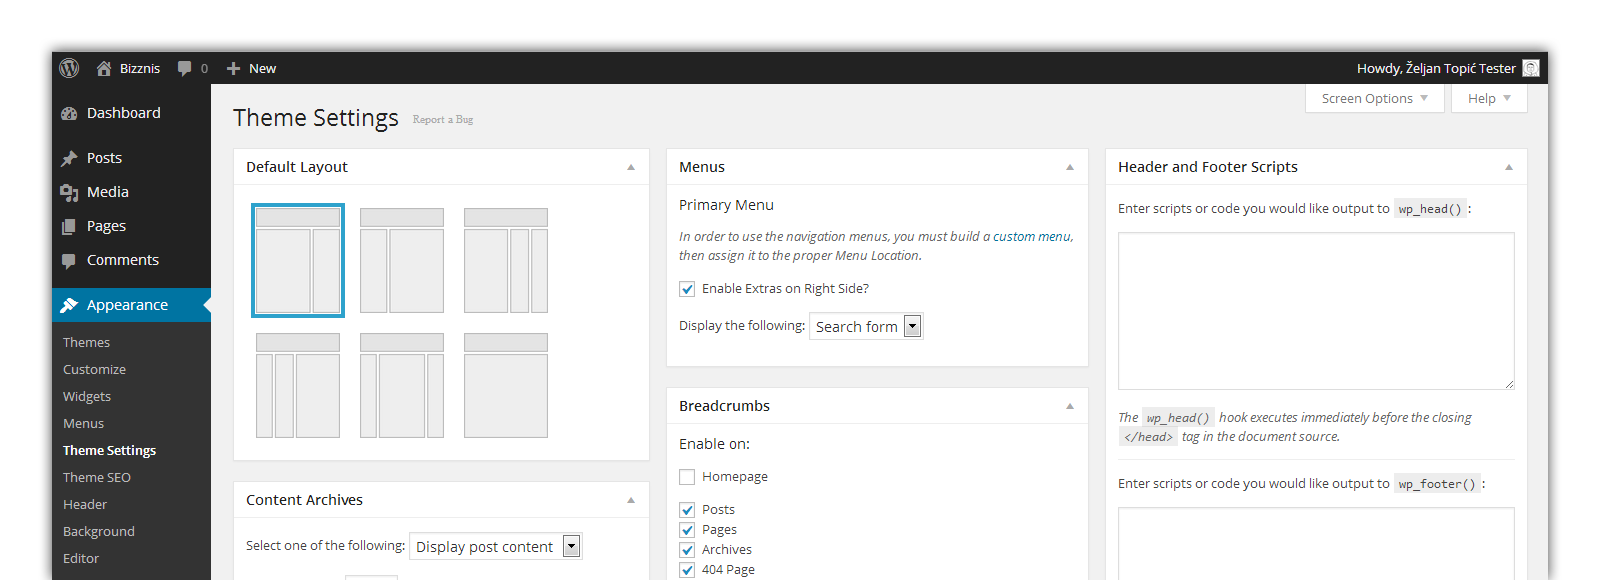 Bizznis 0 New Howdy, Željan Topić Tester
Screen Options Help
Dashboard
Posts
Media
Pages
Comments
Appearance
Themes
Customize
Widgets
Menus
Theme Settings
Theme SEO
Header
Background
Editor
Theme Settings Report a Bug
Default Layout
Content Archives
Select one of the following: Display post content
Menus
Primary Menu
In order to use the navigation menus, you must build a custom menu,
then assign it to the proper Menu Location.
Enable Extras on Right Side?
Display the following: Search form
Breadcrumbs
Enable on:
Homepage
Posts
Pages
Archives
404 Page
Header and Footer Scripts
Enter scripts or code you would like output to wp_head() :
The wp_head() hook executes immediately before the closing
</head> tag in the document source.
Enter scripts or code you would like output to wp_footer() :